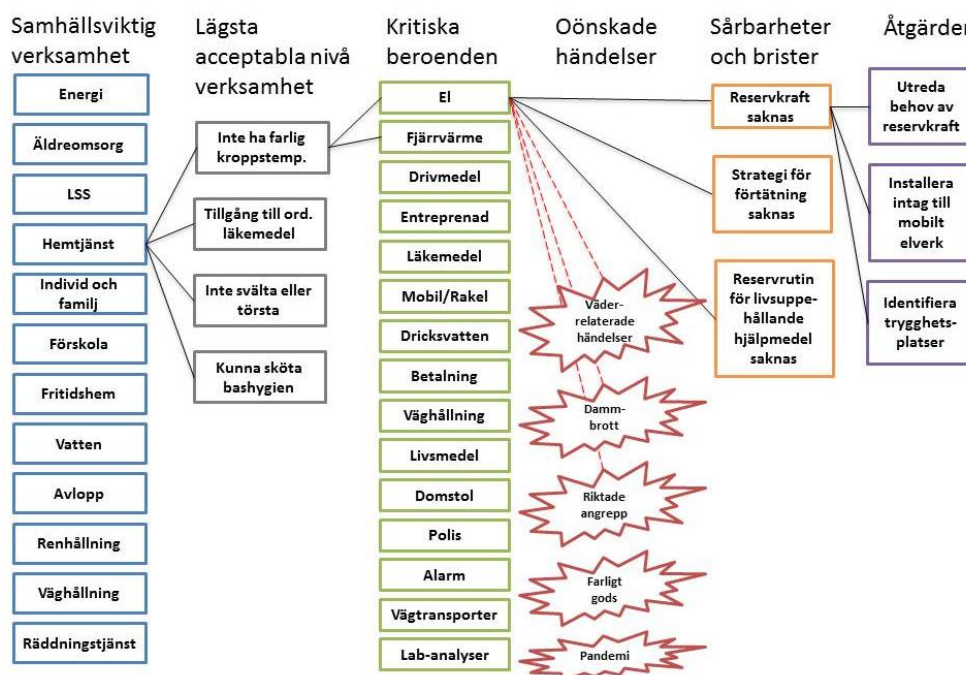 Samhällsviktig
verksamhet
Energi
Äldreomsorg
LSS
Hemtjänst
Individ och
familj
Förskola
Fritidshem
Vatten
Avlopp
Renhållning
Väghållning
Räddningstjänst
Lägsta
acceptabla nivå
verksamhet
Inte ha farlig
kroppstemp.
Tillgång till ord.
läkemedel
Inte svälta eller
törsta
Kunna sköta
bashygien
Kritiska
beroenden
El
Fjärrvärme
Drivmedel
Entreprenad
Läkemedel
Mobil/Rakel
Dricksvatten
Betalning
Väghållning
Livsmedel
Domstol
Polis
Alarm
Vägtransporter
Lab-analyser
Oönskade
händelser
Väder-
relaterade
händelser
Damm-
brott
Riktade
angrepp
Farligt
gods
Pandemi
Sårbarheter
och brister
Reservkraft
saknas
Strategi för
förtätning
saknas
Reservrutin
för livsuppe-
hållande
hjälpmedel
saknas
Åtgärder
Utreda
behov av
reservkraft
Installera
intag till
mobilt
elverk
Identifiera
trygghets-
platser